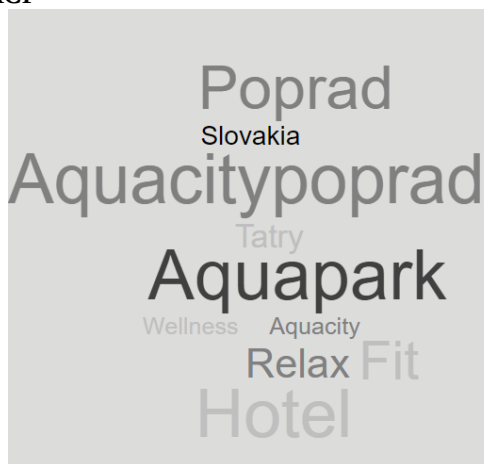 Poprad
Slovakia
Aquacitypoprad
Tatry
Aquapark
Wellness Aquacity
Relax Fit
Hotel